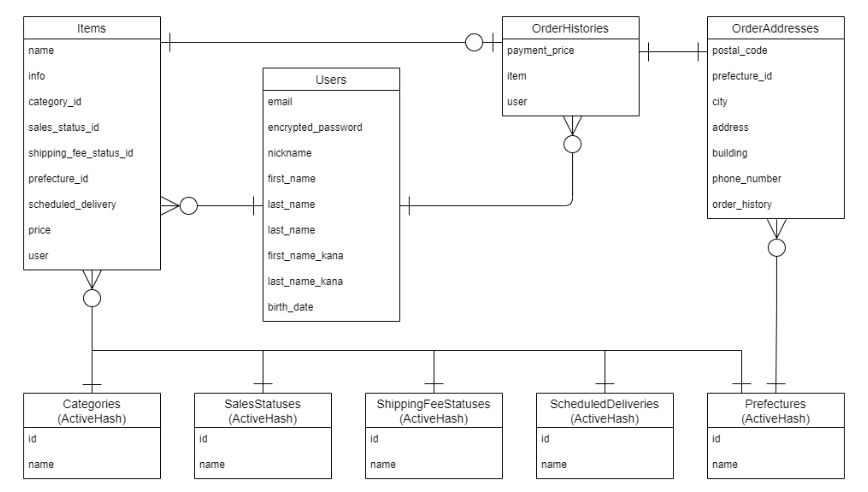 Items
name
info
category_id
sales_status_id
shipping_fee_status_id
prefecture_id
scheduled_delivery
price
user
Users
email
encrypted_password
nickname
first_name
last_name
last_name
first_name_kana
last_name_kana
birth_date
OrderHistories
payment_price
item
user
OrderAddresses
postal_code
prefecture_id
city
address
building
phone_number
order_history
Categories
(ActiveHash)
id
name
SalesStatuses
(ActiveHash)
id
name
ShippingFeeStatuses
(ActiveHash)
id
name
ScheduledDeliveries
(ActiveHash)
id
name
Prefectures
(ActiveHash)
id
name